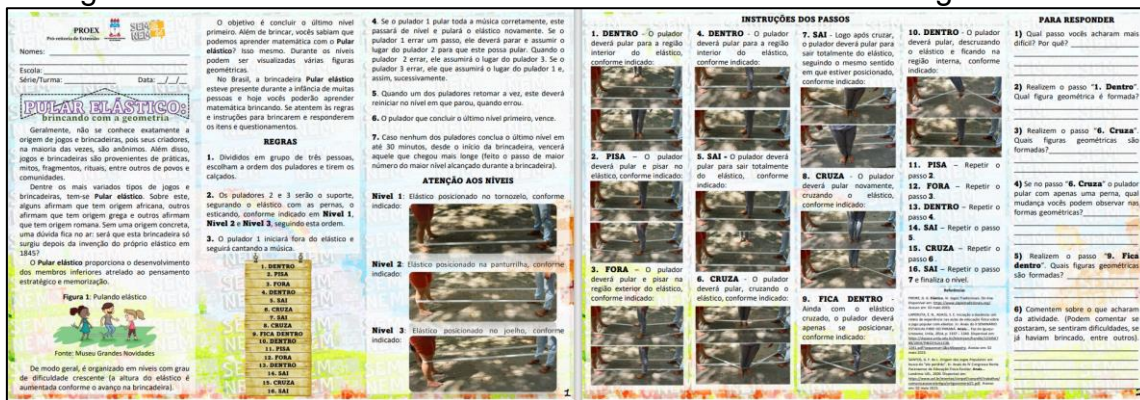 PROEX
Pró-reitoria de Extensão
SEM
NEM
Nomes:
Escola:
Série/Turma: Data: __/__/__
PULAR ELÁSTICO:
brincando com a geometria
Geralmente, não se conhece exatamente a
origem de jogos e brincadeiras, pois seus criadores,
na maioria das vezes, são anônimos. Além disso,
jogos e brincadeiras são provenientes de práticas,
mitos, fragmentos, rituais, entre outros de povos e
comunidades.
Dentre os mais variados tipos de jogos e
brincadeiras, tem-se Pular elástico. Sobre este,
alguns afirmam que tem origem africana, outros
afirmam que tem origem grega e outros afirmam
que tem origem romana. Sem uma origem concreta,
uma dúvida fica no ar: será que esta brincadeira só
surgiu depois da invenção do próprio elástico em
1845?
O Pular elástico proporciona o desenvolvimento
dos membros inferiores atrelado ao pensamento
estratégico e memorização.
Figura 1: Pulando elástico
Fonte: Museu Grandes Novidades
De modo geral, é organizado em níveis com grau
de dificuldade crescente (a altura do elástico é
aumentada conforme o avanço na brincadeira).
O objetivo é concluir o último nível
primeiro. Além de brincar, vocês sabiam que
podemos aprender matemática com o Pular
elástico? Isso mesmo. Durante os níveis
podem ser visualizadas várias figuras
geométricas.
No Brasil, a brincadeira Pular elástico
esteve presente durante a infância de muitas
pessoas e hoje vocês poderão aprender
matemática brincando. Se atentem às regras
e instruções para brincarem e responderem
os itens e questionamentos.
REGRAS
1. Divididos em grupo de três pessoas,
escolham a ordem dos puladores e tirem os
calçados.
2. Os puladores 2 e 3 serão o suporte,
segurando o elástico com as pernas, o
esticando, conforme indicado em Nível 1,
Nível 2 e Nível 3, seguindo esta ordem.
3. O pulador 1 iniciará fora do elástico e
seguirá cantando a música.
1. DENTRO
2. PISA
3. FORA
4. DENTRO
5. SAI
6. CRUZA
7. SAI
8. CRUZA
9. FICA DENTRO
10. DENTRO
11. PISA
12. FORA
13. DENTRO
14. SAI
15. CRUZA
16. SAI
4. Se o pulador 1 pular toda a música corretamente, este
passará de nível e pulará o elástico novamente. Se o
pulador 1 errar um passo, ele deverá parar e assumir o
lugar do pulador 2 para que este possa pular. Quando o
pulador 2 errar, ele assumirá o lugar do pulador 3. Se o
pulador 3 errar, ele que assumirá o lugar do pulador 1 e,
assim, sucessivamente.
5. Quando um dos puladores retomar a vez, este deverá
reiniciar no nível em que parou, quando errou.
6. O pulador que concluir o último nível primeiro, vence.
7. Caso nenhum dos puladores conclua o último nível em
até 30 minutos, desde o início da brincadeira, vencerá
aquele que chegou mais longe (feito o passo de maior
número do maior nível alcançado durante a brincadeira).
ATENÇÃO AOS NÍVEIS
Nível 1: Elástico posicionado no tornozelo, conforme
indicado:
Nível 2: Elástico posicionado na panturrilha, conforme
indicado:
Nível 3: Elástico posicionado no joelho, conforme
indicado:
1
INSTRUÇÕES DOS PASSOS
1. DENTRO - O pulador
deverá pular para a região
interior do elástico,
conforme indicado:
2. PISA – O pulador
deverá pular e pisar no
elástico, conforme indicado:
3. FORA – O pulador
deverá pular e pisar na
região exterior do elástico,
conforme indicado:
4. DENTRO - O pulador
deverá pular para a região
interior do elástico,
conforme indicado:
5. SAI - O pulador deverá
pular para sair totalmente
do elástico, conforme
indicado:
6. CRUZA - O pulador
deverá pular, cruzando o
elástico, conforme indicado:
7. SAI - Logo após cruzar,
o pulador deverá pular para
sair totalmente do elástico,
seguindo o mesmo sentido
em que estiver posicionado,
conforme indicado:
8. CRUZA - O pulador
deverá pular novamente,
cruzando o elástico,
conforme indicado:
9. FICA DENTRO -
Ainda com o elástico
cruzado, o pulador deverá
apenas se posicionar,
conforme indicado:
10. DENTRO - O pulador
deverá pular, descruzando
o elástico e ficando na
região interna, conforme
indicado:
11. PISA – Repetir o
passo 2.
12. FORA – Repetir o
passo 3.
13. DENTRO – Repetir o
passo 4.
14. SAI – Repetir o passo
5.
15. CRUZA – Repetir o
passo 6.
16. SAI – Repetir o passo
7 e finaliza o nível.
PARA RESPONDER
1) Qual passo vocês acharam mais
difícil? Por quê?
2) Realizem o passo "1. Dentro".
Qual figura geométrica é formada?
3) Realizem o passo "6. Cruza".
Quais figuras geométricas são
formadas?
4) Se no passo "6. Cruza" o pulador
pular com apenas uma perna, qual
mudança vocês podem observar nas
formas geométricas?
5) Realizem o passo "9. Fica
dentro". Quais figuras geométricas
são formadas?
6) Comentem sobre o que acharam
da atividade. (Podem comentar se
gostaram, se sentiram dificuldades, se
já haviam brincado, entre outros).